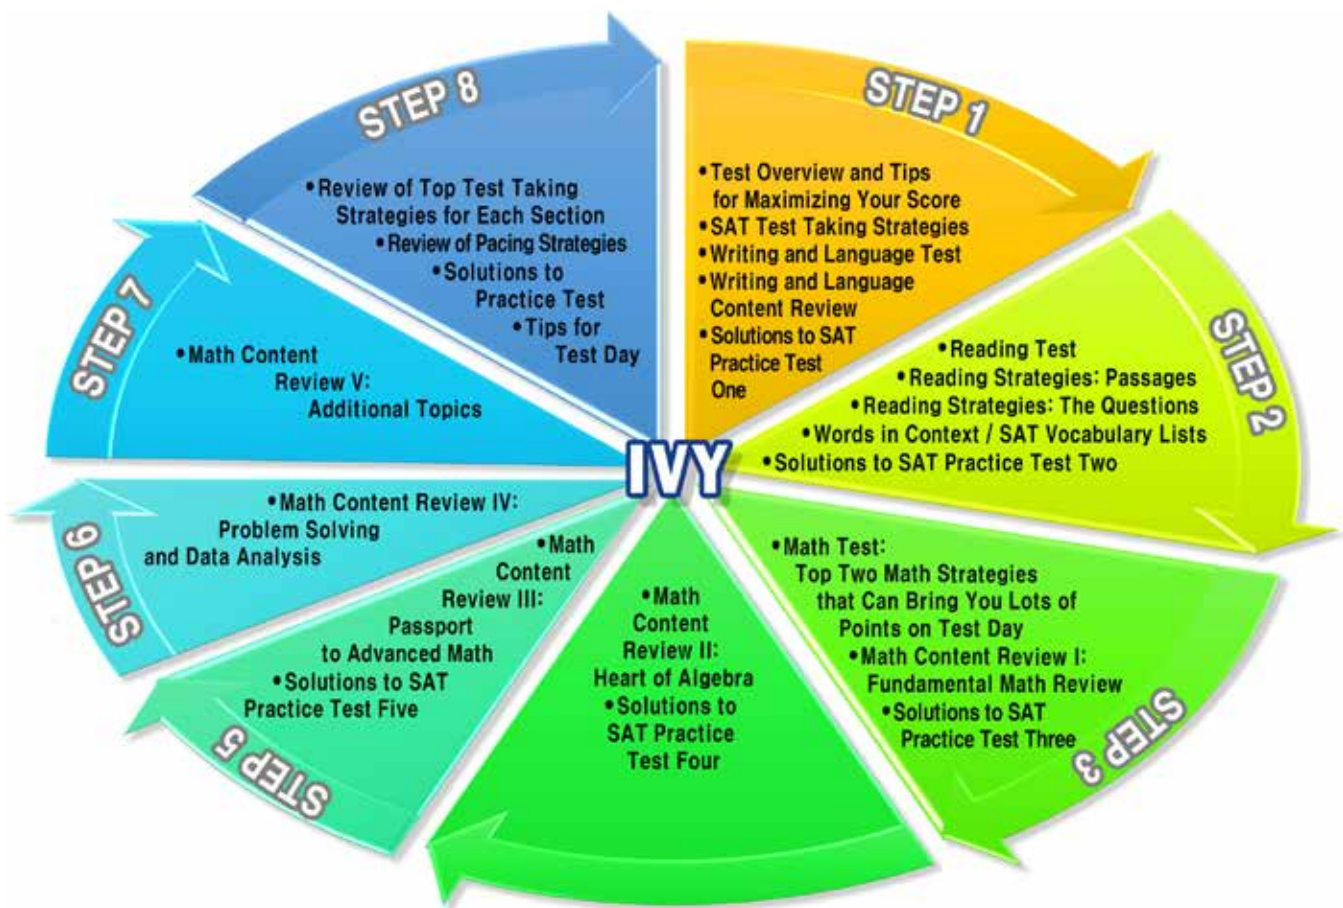 STEP 1
•Test Overview and Tips
for Maximizing Your Score
•SAT Test Taking Strategies
•Writing and Language Test
•Writing and Language
Content Review
•Solutions to SAT
Practice Test
One
STEP 2
•Reading Test
•Reading Strategies: Passages
•Reading Strategies: The Questions
•Words in Context / SAT Vocabulary Lists
•Solutions to SAT Practice Test Two
STEP 3
•Math Test:
Top Two Math Strategies
that Can Bring You Lots of
Points on Test Day
•Math Content Review I:
Fundamental Math Review
•Solutions to SAT
Practice Test Three
•Math
Content
Review II:
Heart of Algebra
•Solutions to
SAT Practice
Test Four
STEP 5
•Math
Content
Review III:
Passport
to Advanced Math
•Solutions to SAT
Practice Test Five
STEP 6
•Math Content Review IV:
Problem Solving
and Data Analysis
STEP 7
•Math Content
Review V:
Additional Topics
STEP 8
•Review of Top Test Taking
Strategies for Each Section
•Review of Pacing Strategies
•Solutions to
Practice Test
•Tips for
Test Day
IVY